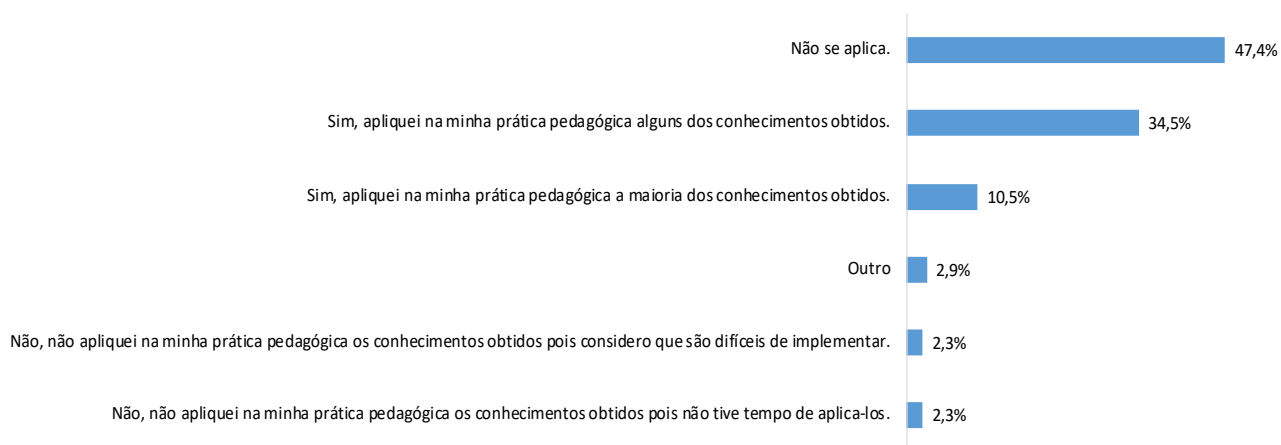 Não se aplica. 47,4%
Sim, apliquei na minha prática pedagógica alguns dos conhecimentos obtidos. 34,5%
Sim, apliquei na minha prática pedagógica a maioria dos conhecimentos obtidos. 10,5%
Outro 2,9%
Não, não apliquei na minha prática pedagógica os conhecimentos obtidos pois considero que são difíceis de implementar. 2,3%
Não, não apliquei na minha prática pedagógica os conhecimentos obtidos pois não tive tempo de aplica-los. 2,3%